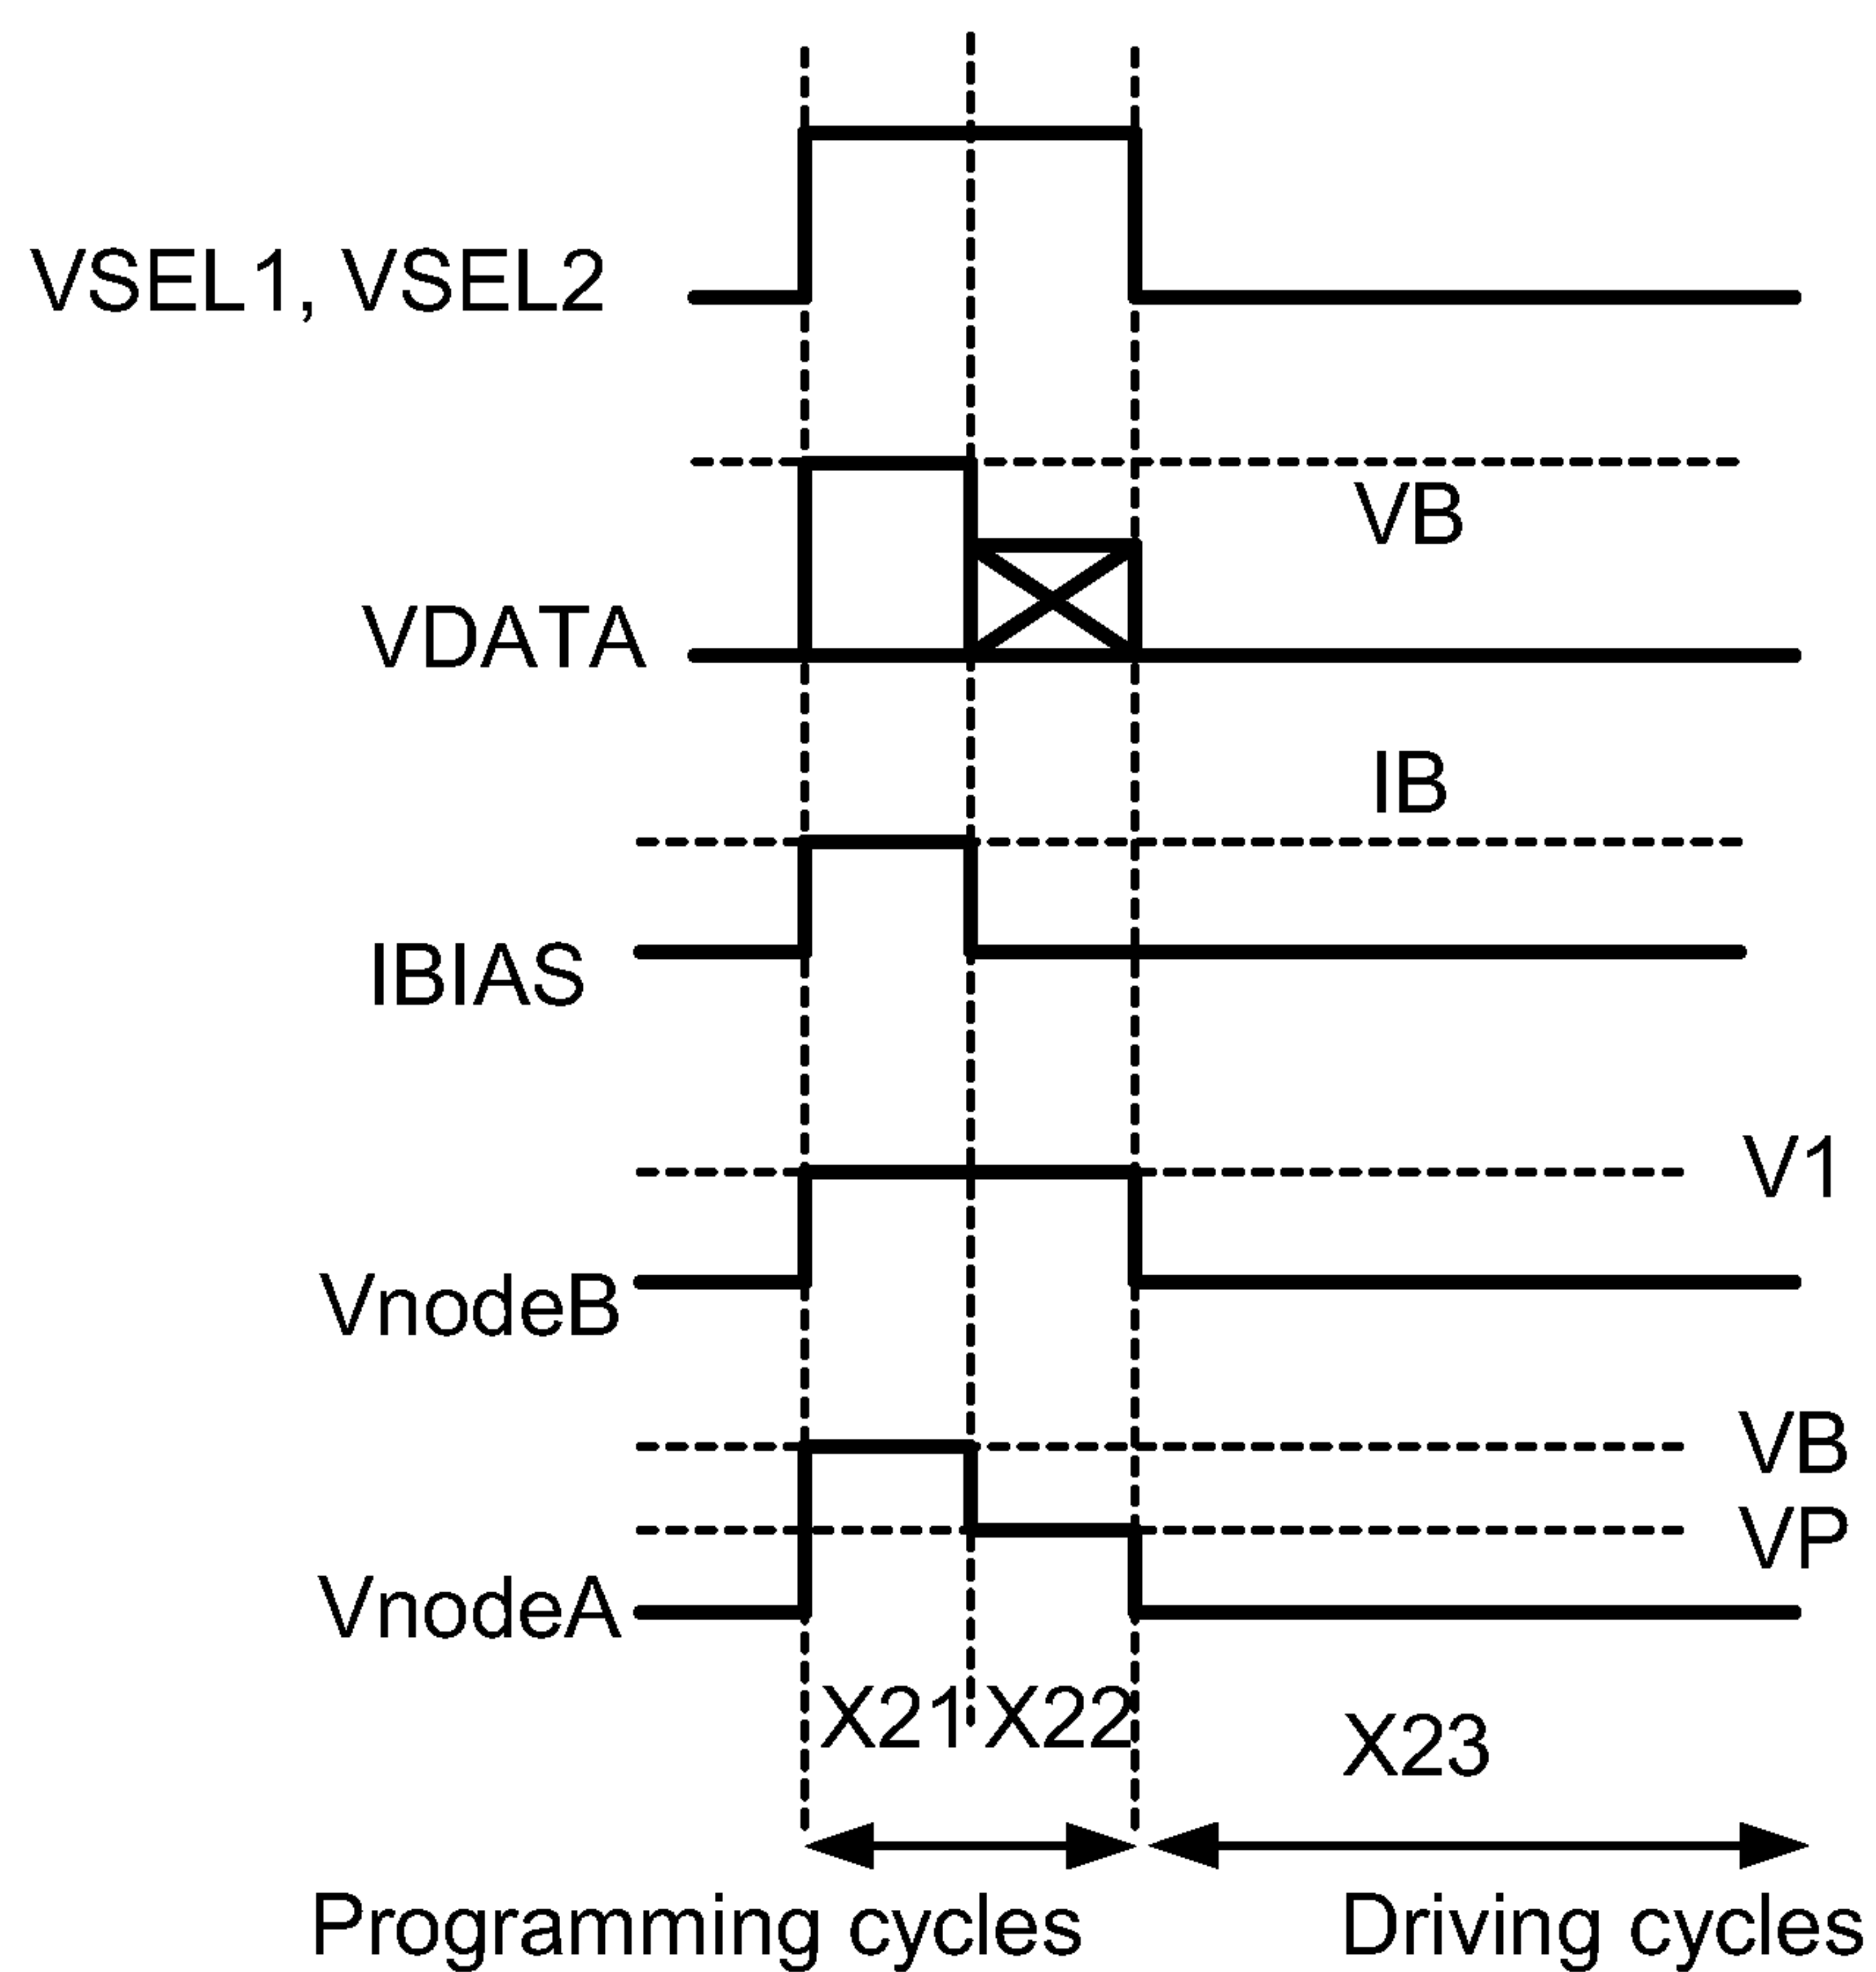 VSEL1, VSEL2
VB
VDATA
IB
IBIAS
V1
VnodeB
VB
VP
VnodeA
X21 X22
X23
Programming cycles
Driving cycles